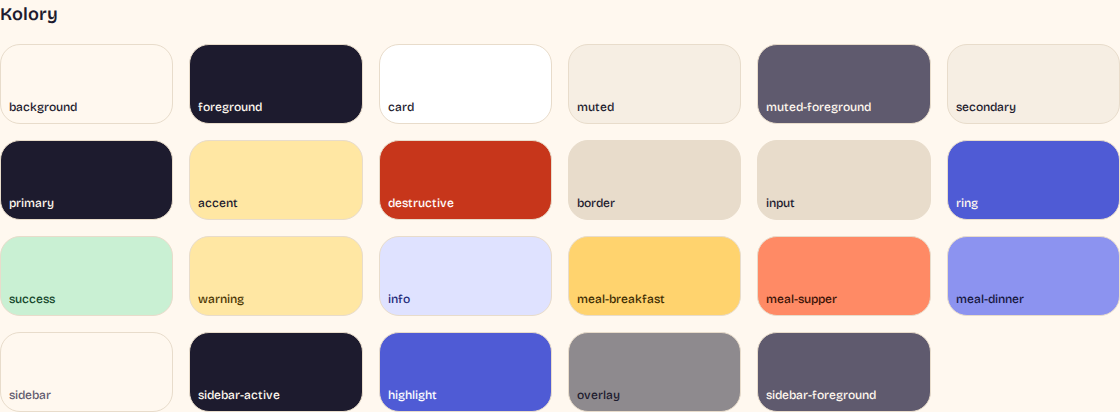 Kolory
background
foreground
card
muted
muted-foreground
secondary
primary
accent
destructive
border
input
ring
success
warning
info
meal-breakfast
meal-supper
meal-dinner
sidebar
sidebar-active
highlight
overlay
sidebar-foreground